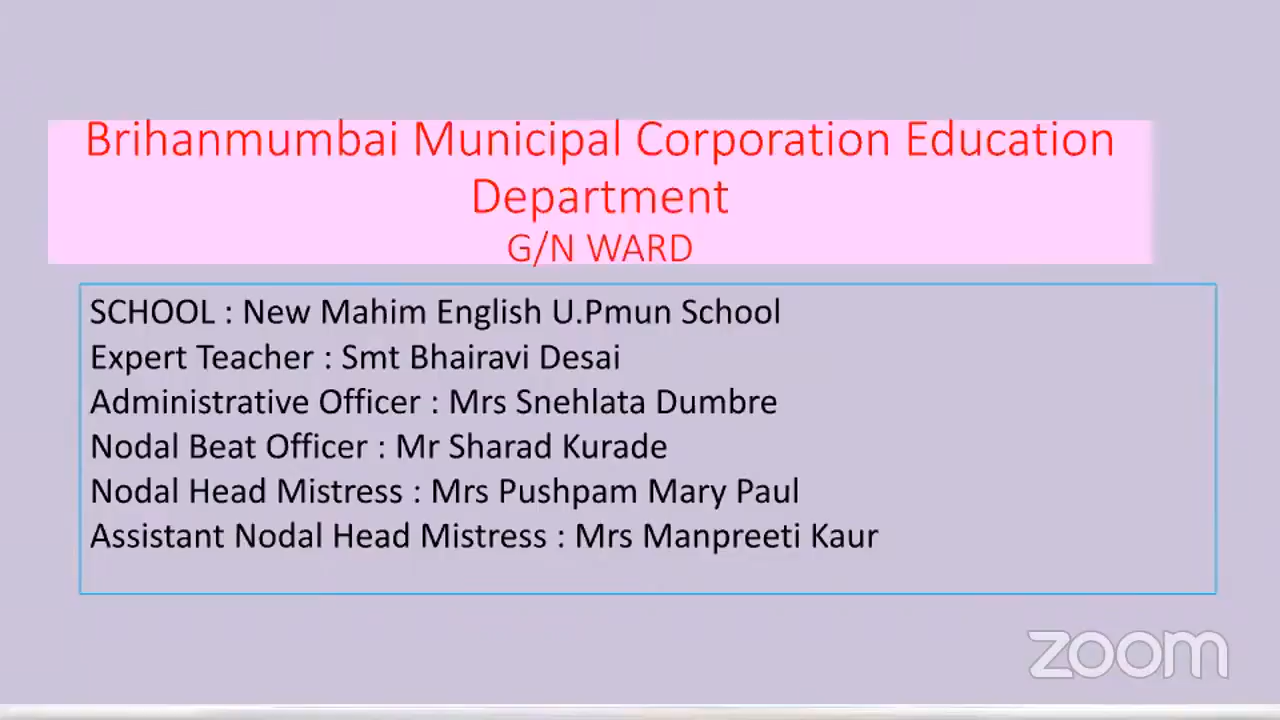 Brihanmumbai Municipal Corporation Education
Department
G/N WARD
SCHOOL : New Mahim English U.Pmun School
Expert Teacher : Smt Bhairavi Desai
Administrative Officer : Mrs Snehlata Dumbre
Nodal Beat Officer : Mr Sharad Kurade
Nodal Head Mistress : Mrs Pushpam Mary Paul
Assistant Nodal Head Mistress : Mrs Manpreeti Kaur
zoom